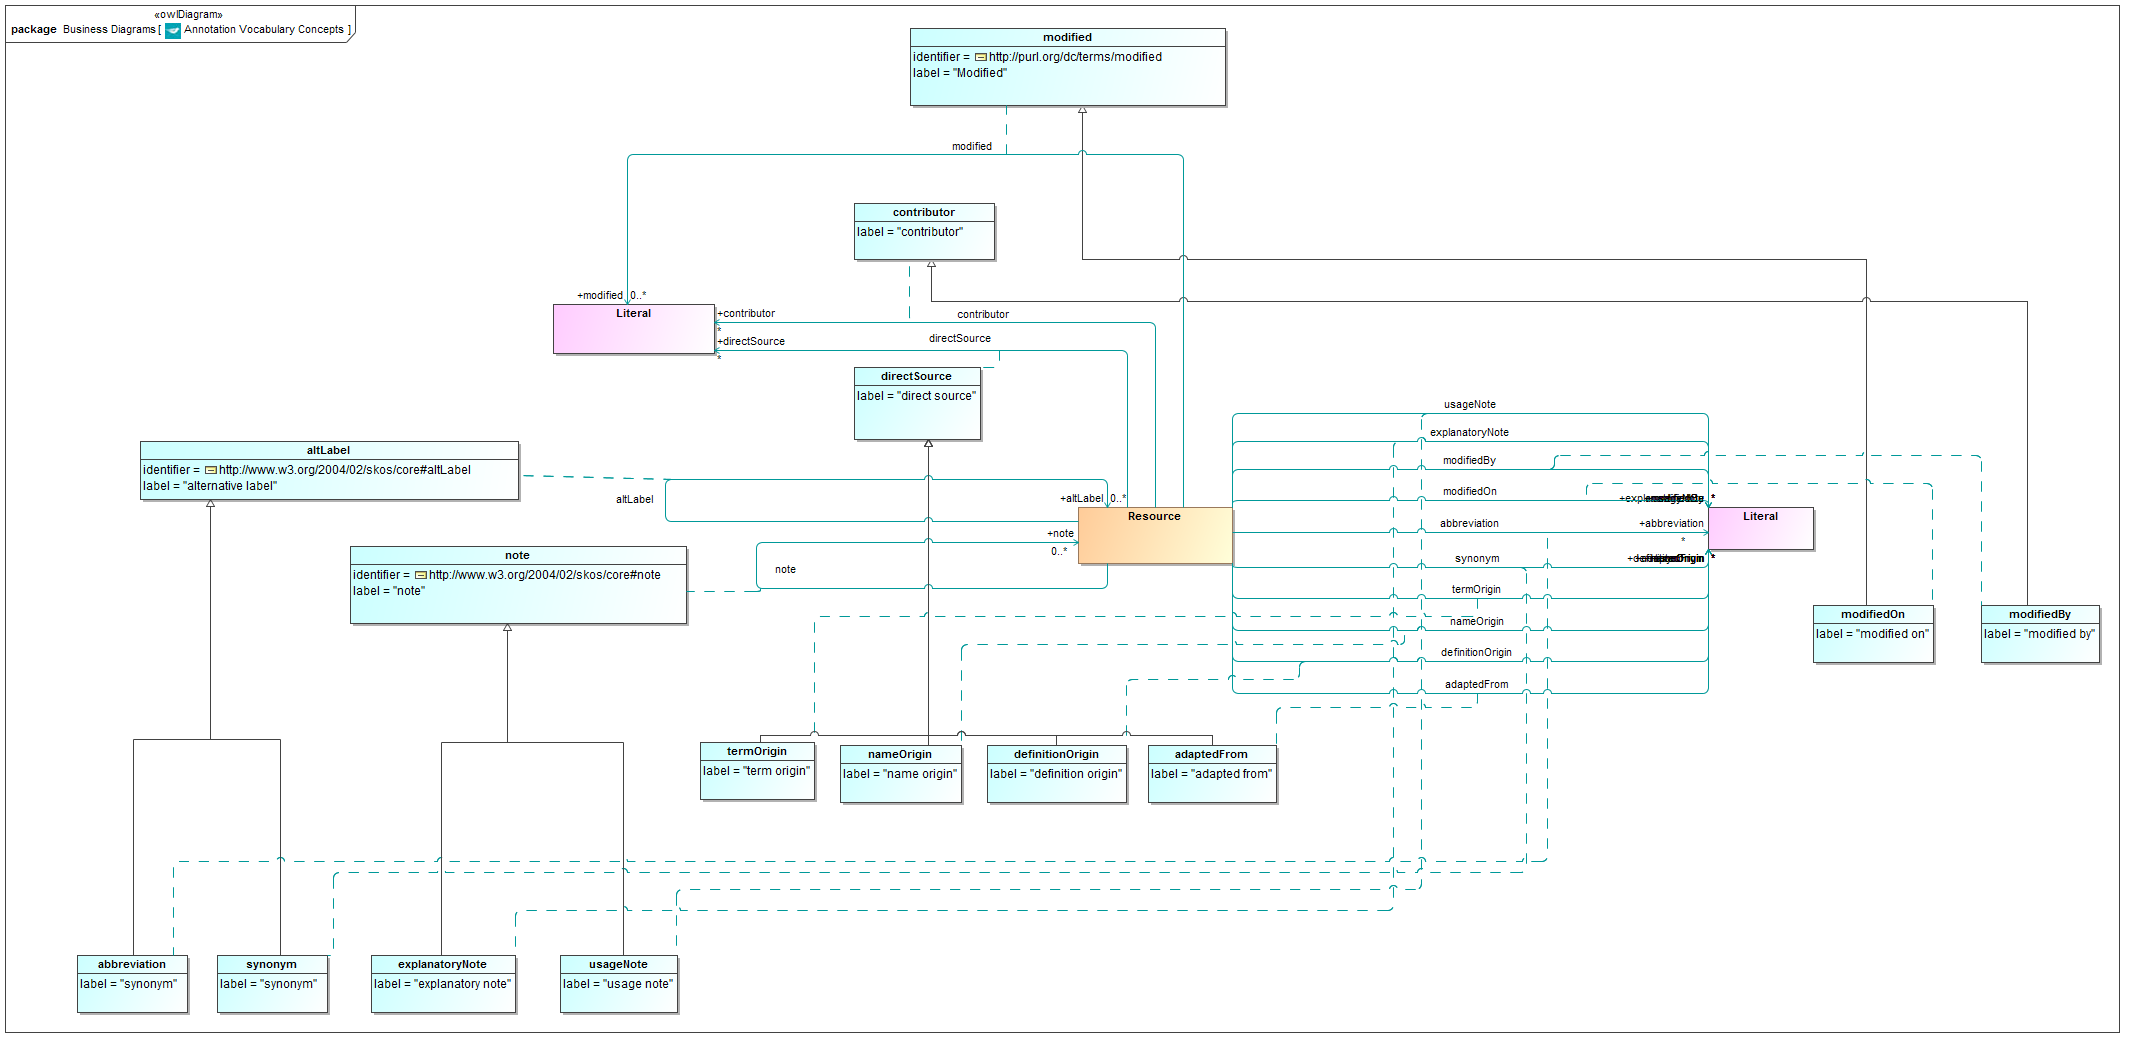 «owlDiagram»
package Business Diagrams [ Annotation Vocabulary Concepts ]
modified
identifier = http://purl.org/dc/terms/modified
label = "Modified"
modified
contributor
label = "contributor"
+modified 0..*
Literal
+contributor
*
contributor
+directSource
*
directSource
directSource
label = "direct source"
usageNote
explanatoryNote
modifiedBy
modifiedOn
abbreviation
+abbreviation
*
*
Literal
*
synonym
termOrigin
nameOrigin
definitionOrigin
adaptedFrom
altLabel
identifier = http://www.w3.org/2004/02/skos/core#altLabel
label = "alternative label"
altLabel
+altLabel 0..*
Resource
+note
0..*
note
note
identifier = http://www.w3.org/2004/02/skos/core#note
label = "note"
modifiedOn
label = "modified on"
modifiedBy
label = "modified by"
termOrigin
label = "term origin"
nameOrigin
label = "name origin"
definitionOrigin
label = "definition origin"
adaptedFrom
label = "adapted from"
abbreviation
label = "synonym"
synonym
label = "synonym"
explanatoryNote
label = "explanatory note"
usageNote
label = "usage note"